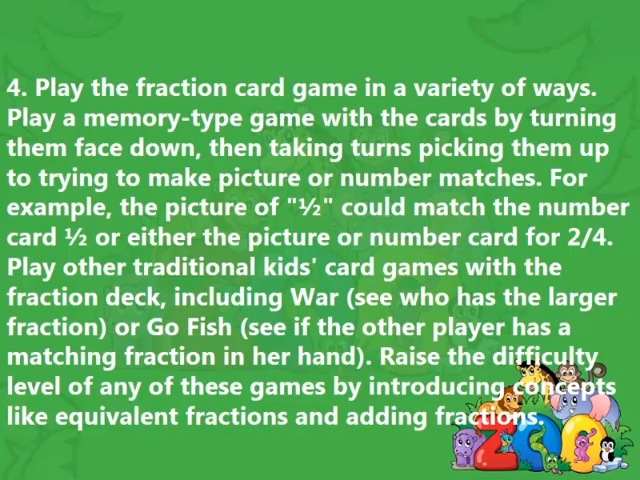 4. Play the fraction card game in a variety of ways.
Play a memory-type game with the cards by turning
them face down, then taking turns picking them up
to trying to make picture or number matches. For
example, the picture of "½" could match the number
card ½ or either the picture or number card for 2/4.
Play other traditional kids' card games with the
fraction deck, including War (see who has the larger
fraction) or Go Fish (see if the other player has a
matching fraction in her hand). Raise the difficulty
level of any of these games by introducing concepts
like equivalent fractions and adding fractions.
ZOO